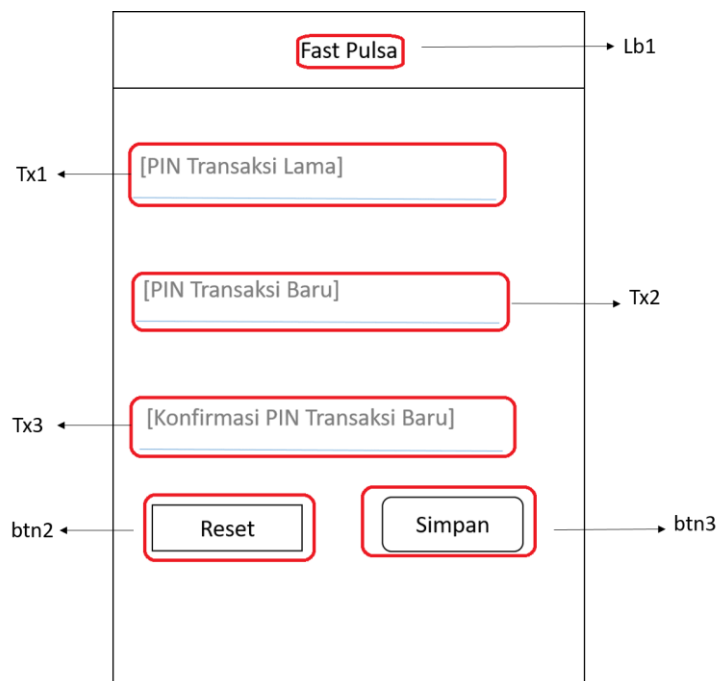 Fast Pulsa
Lb1
Tx1
[PIN Transaksi Lama]
[PIN Transaksi Baru]
Tx2
Tx3
[Konfirmasi PIN Transaksi Baru]
btn2
Reset
Simpan
btn3